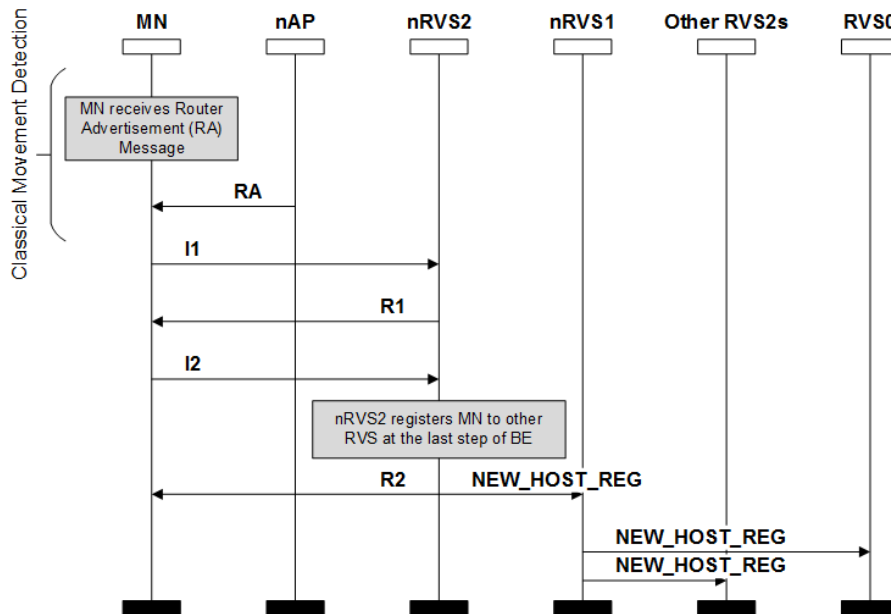 MN nAP nRVS2 nRVS1 Other RVS2s RVS0
Classical Movement Detection
MN receives Router
Advertisement (RA)
Message
RA
I1
R1
I2
nRVS2 registers MN to other
RVS at the last step of BE
R2 NEW_HOST_REG
NEW_HOST_REG
NEW_HOST_REG